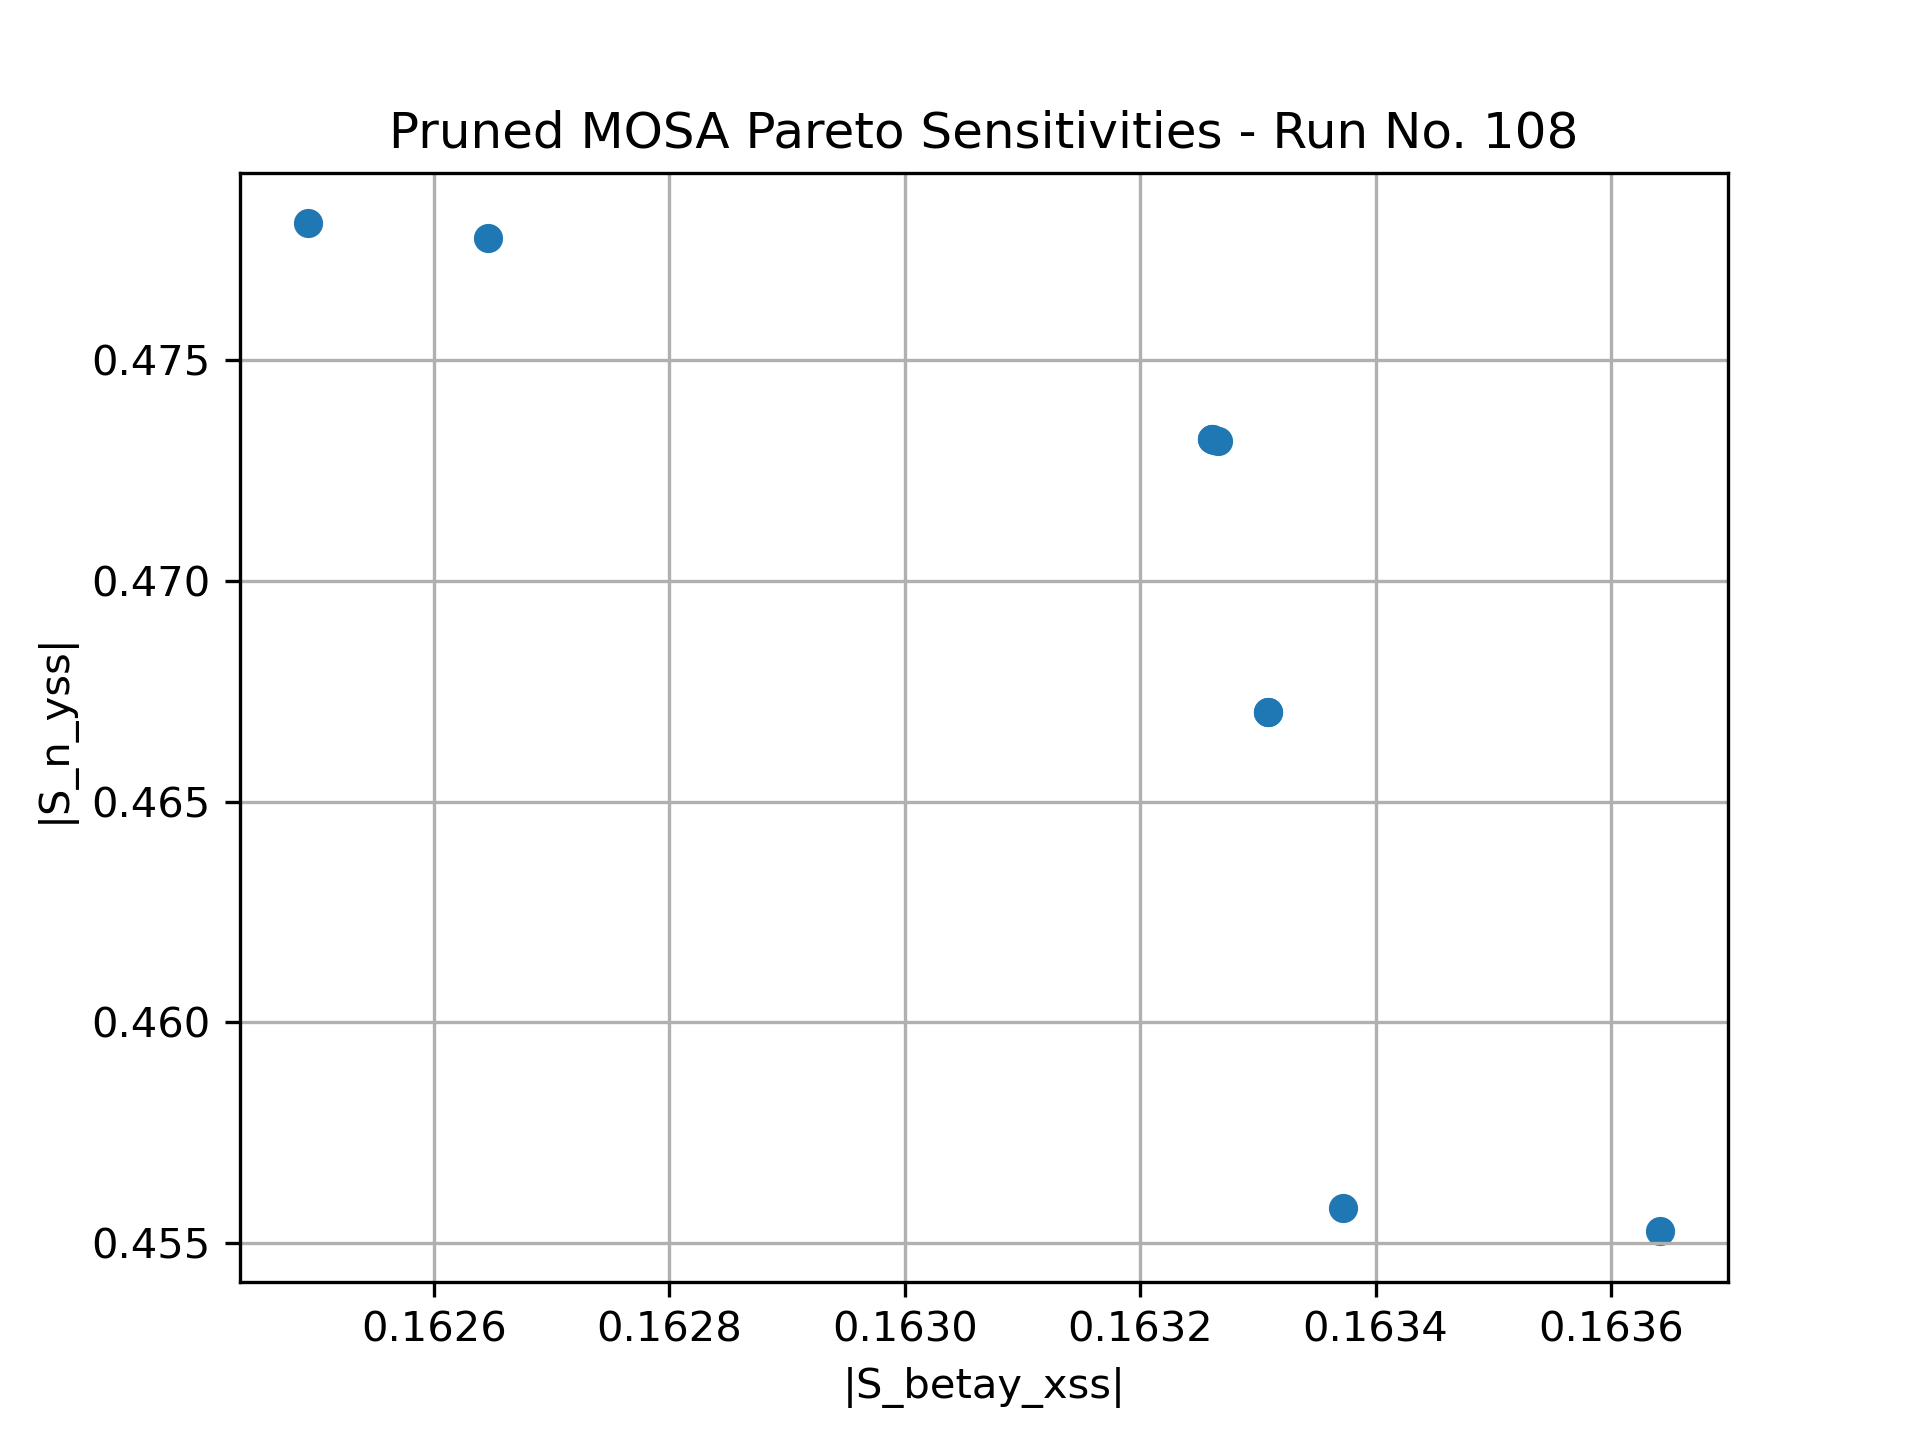 Pruned MOSA Pareto Sensitivities - Run No. 108
|S_n_yss|
0.475
0.470
0.465
0.460
0.455
0.1626 0.1628 0.1630 0.1632 0.1634 0.1636
|S_betay_xss|